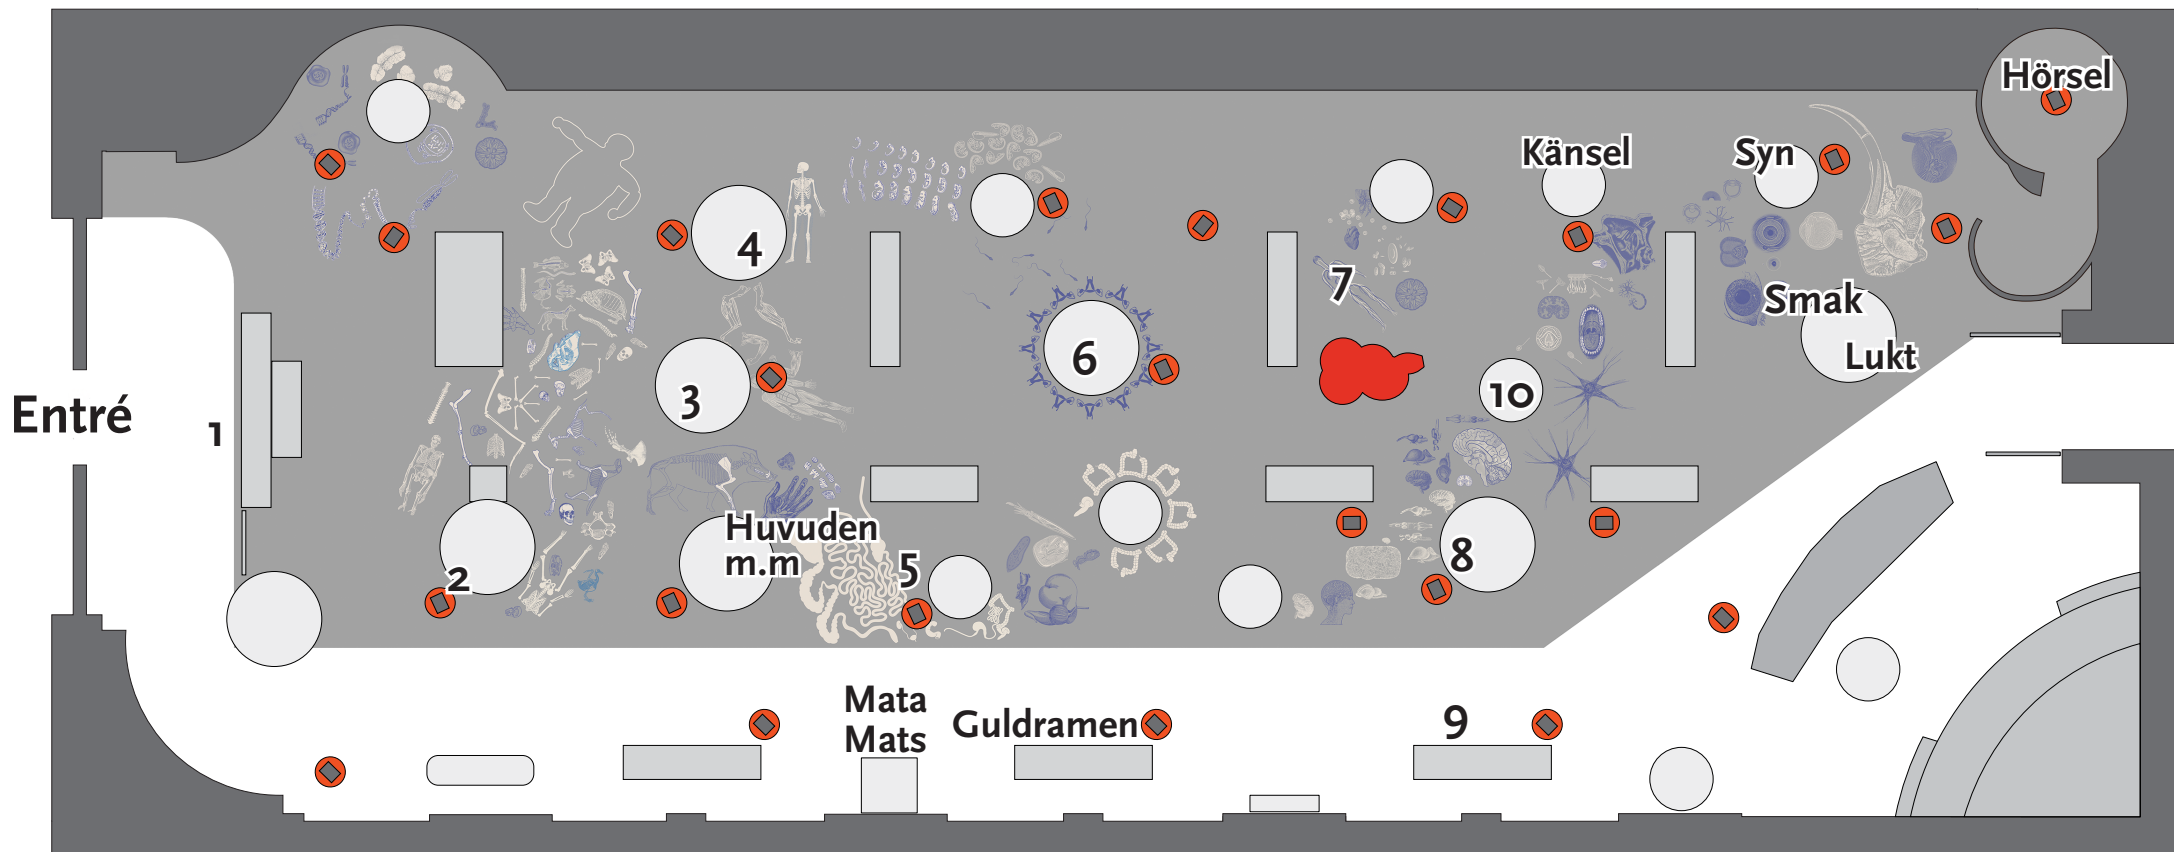 Hörsel
Känsel
Syn
4
7
Smak
6
Lukt
3
10
Entré
1
Huvuden
m.m
5
8
2
Mata
Mats
Guldramen
9